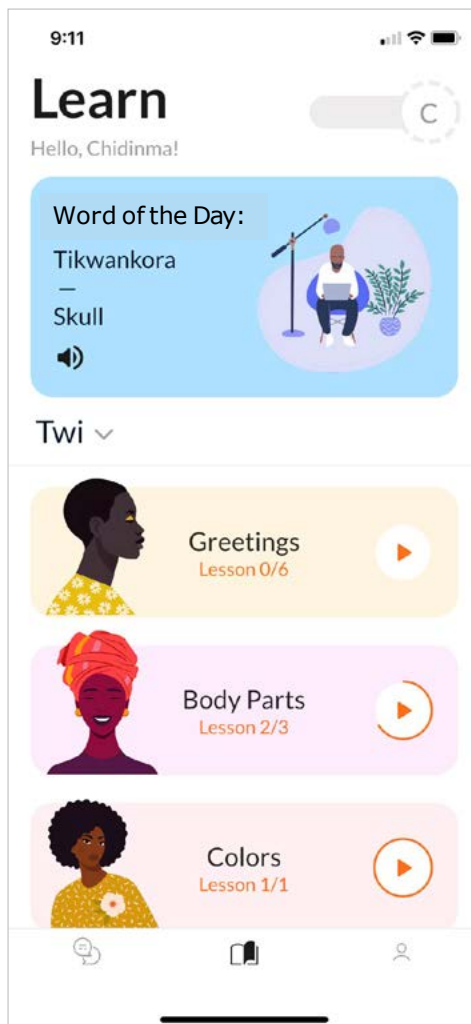 9:11
Learn
C
Hello, Chidinma!
Word of the Day:
Tikwankora
—
Skull
Twi
Greetings
Lesson 0/6
Body Parts
Lesson 2/3
Colors
Lesson 1/1